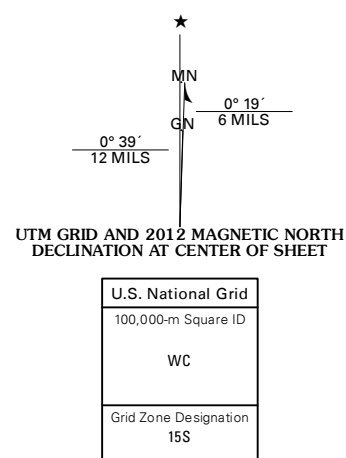 ★
MN
GN
0° 19´
6 MILS
0° 39´
12 MILS
UTM GRID AND 2012 MAGNETIC NORTH
DECLINATION AT CENTER OF SHEET
U.S. National Grid
100,000-m Square ID
WC
Grid Zone Designation
15S